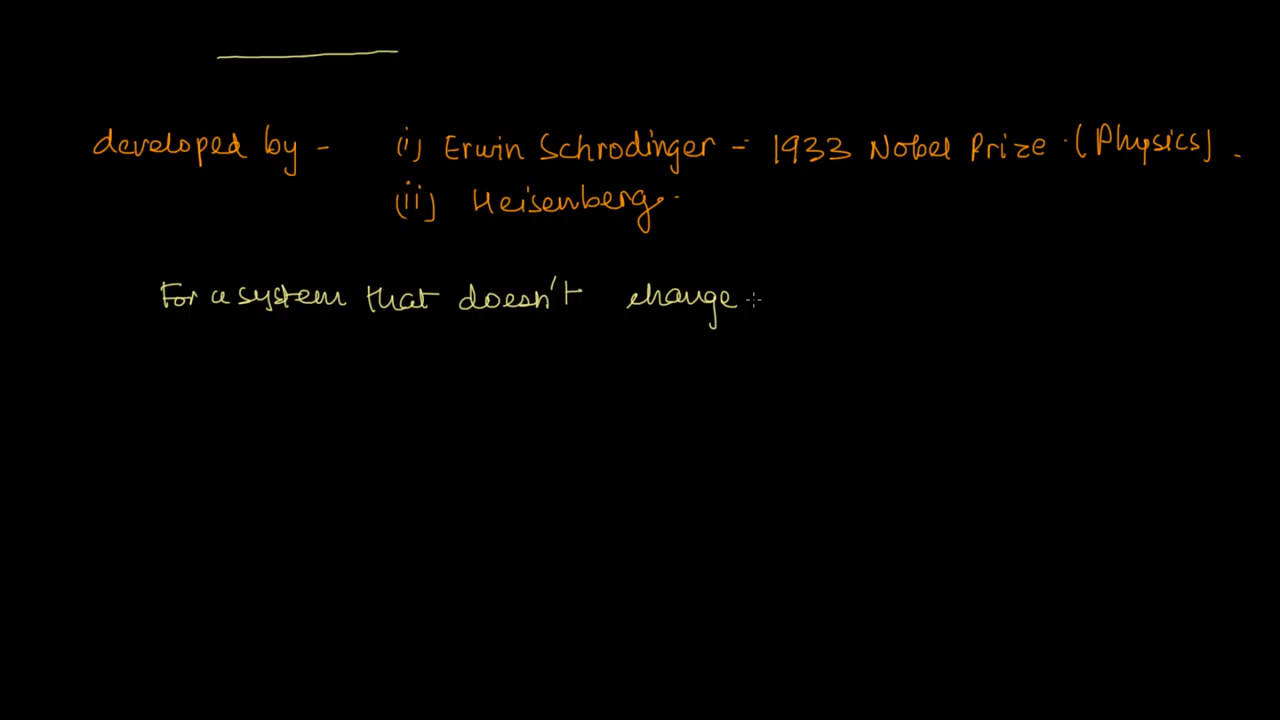 developed by - (i) Erwin Schrodinger - 1933 Nobel Prize. (Physics).
(ii) Heisenberg.
For a system that doesn't change